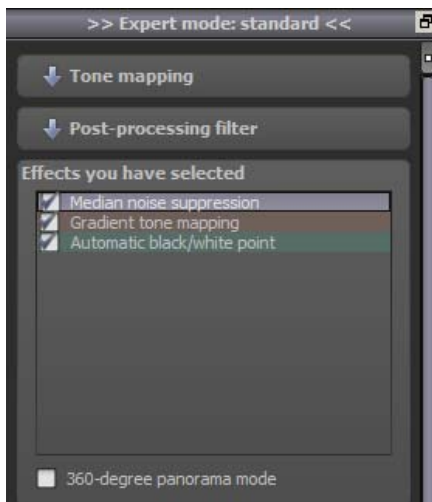 >> Expert mode: standard <<
Tone mapping
Post-processing filter
Effects you have selected
Median noise suppression
Gradient tone mapping
Automatic black/white point
360-degree panorama mode